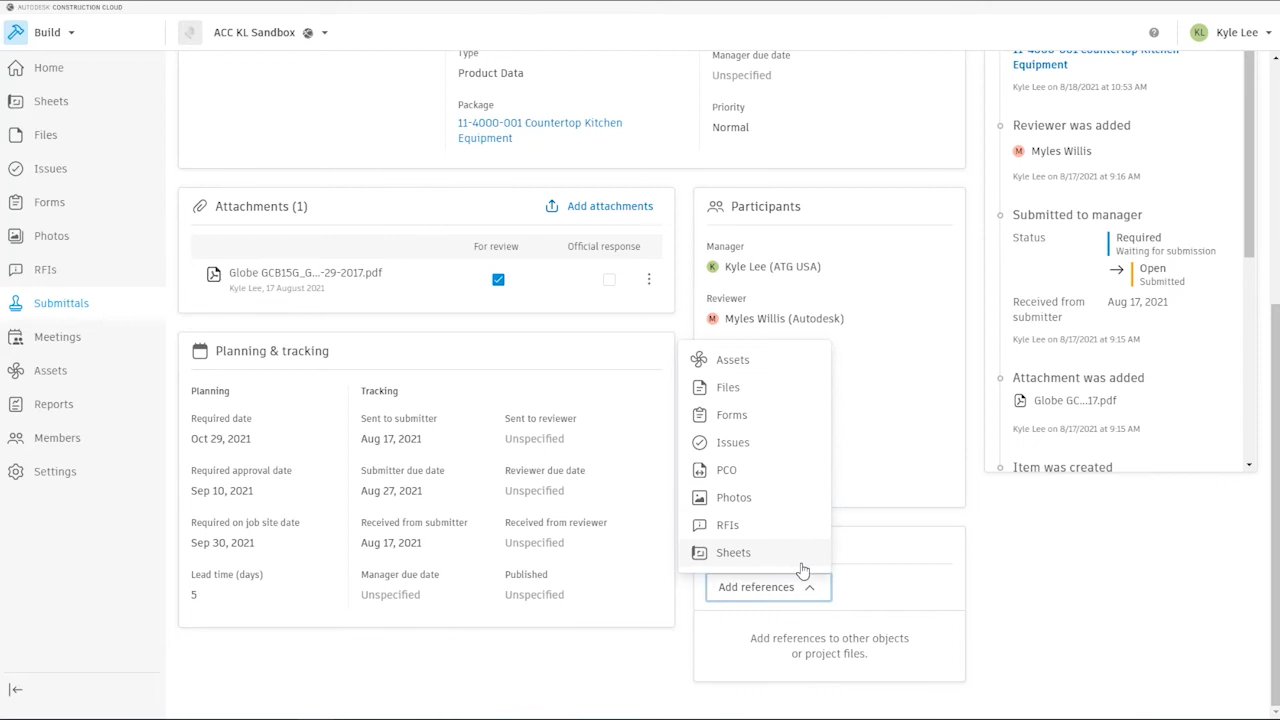 AUTODESK CONSTRUCTION CLOUD
Build
ACC KL Sandbox
KL
Kyle Lee
Home
Sheets
Files
Issues
Forms
Photos
RFIs
Submittals
Meetings
Assets
Reports
Members
Settings
Type
Product Data
Package
11-4000-001 Countertop Kitchen
Equipment
Manager due date
Unspecified
Priority
Normal
Attachments (1)
Add attachments
For review
Official response
Globe GCB15G_G...-29-2017.pdf
Kyle Lee, 17 August 2021
Planning & tracking
Planning
Required date
Oct 29, 2021
Required approval date
Sep 10, 2021
Required on job site date
Sep 30, 2021
Lead time (days)
5
Tracking
Sent to submitter
Aug 17, 2021
Submitter due date
Aug 27, 2021
Received from submitter
Aug 17, 2021
Manager due date
Unspecified
Sent to reviewer
Unspecified
Reviewer due date
Unspecified
Received from reviewer
Unspecified
Published
Unspecified
Participants
Manager
K
Kyle Lee (ATG USA)
Reviewer
M
Myles Willis (Autodesk)
Assets
Files
Forms
Issues
PCO
Photos
RFIs
Sheets
Add references
Add references to other objects
or project files.
11-4000-001 Countertop Kitchen
Equipment
Kyle Lee on 8/18/2021 at 10:53 AM
Reviewer was added
M
Myles Willis
Kyle Lee on 8/17/2021 at 9:16 AM
Submitted to manager
Status
Required
Waiting for submission
Open
Submitted
Received from
submitter
Aug 17, 2021
Kyle Lee on 8/17/2021 at 9:15 AM
Attachment was added
Globe GC...17.pdf
Kyle Lee on 8/17/2021 at 9:15 AM
Item was created